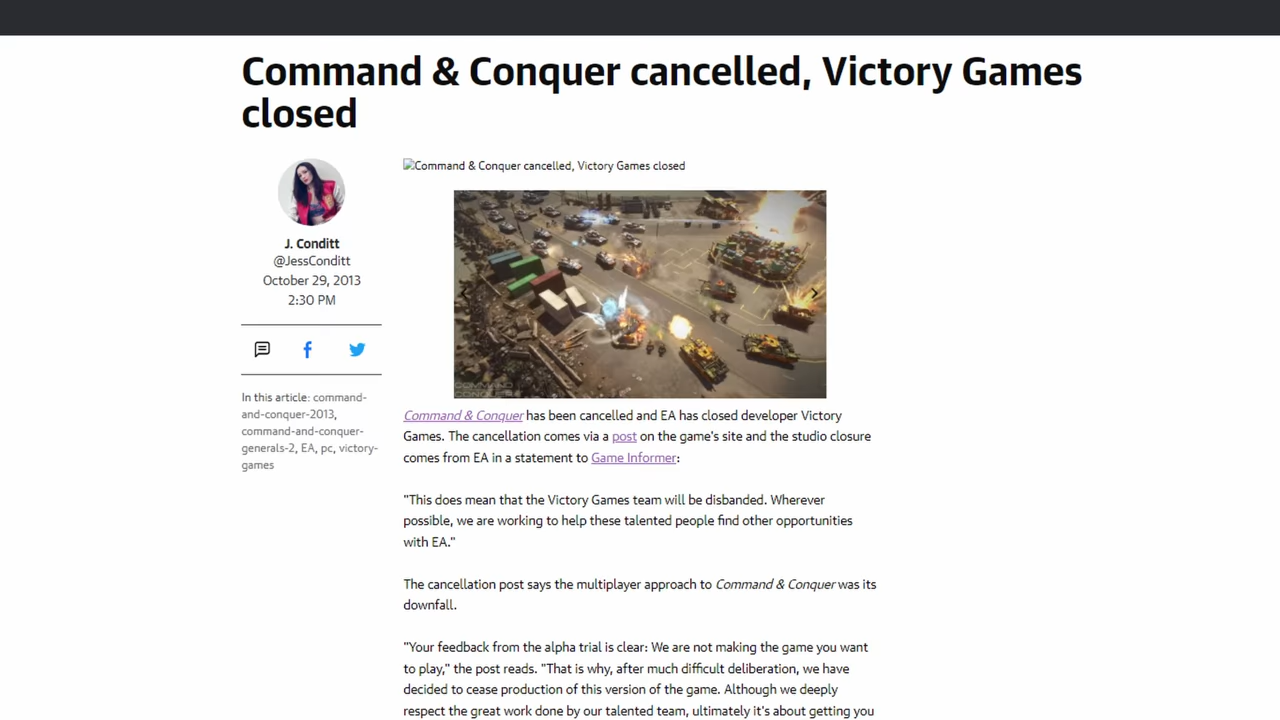 Command & Conquer cancelled, Victory Games
closed
J. Conditt
@JessConditt
October 29, 2013
2:30 PM
In this article: command-
and-conquer-2013,
command-and-conquer-
generals-2, EA, pc, victory-
games
Command & Conquer cancelled, Victory Games closed
COMMAND
CONQUER
Command & Conquer has been cancelled and EA has closed developer Victory
Games. The cancellation comes via a post on the game's site and the studio closure
comes from EA in a statement to Game Informer:
"This does mean that the Victory Games team will be disbanded. Wherever
possible, we are working to help these talented people find other opportunities
with EA."
The cancellation post says the multiplayer approach to Command & Conquer was its
downfall.
"Your feedback from the alpha trial is clear: We are not making the game you want
to play," the post reads. "That is why, after much difficult deliberation, we have
decided to cease production of this version of the game. Although we deeply
respect the great work done by our talented team, ultimately it's about getting you